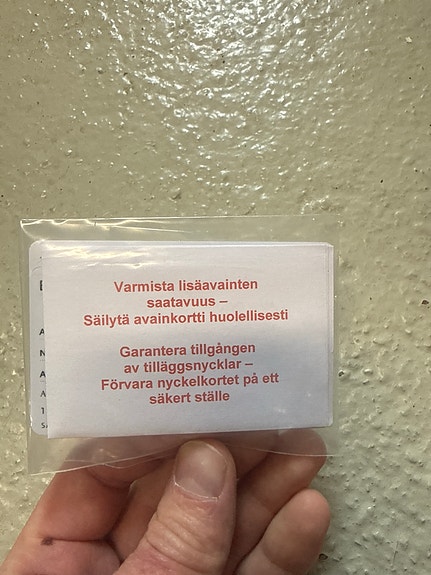 Varmista lisäavainten
saatavuus –
Säilytä avainkortti huolellisesti
Garantera tillgången
av tilläggsnycklar –
Förvara nyckelkortet på ett
säkert ställe